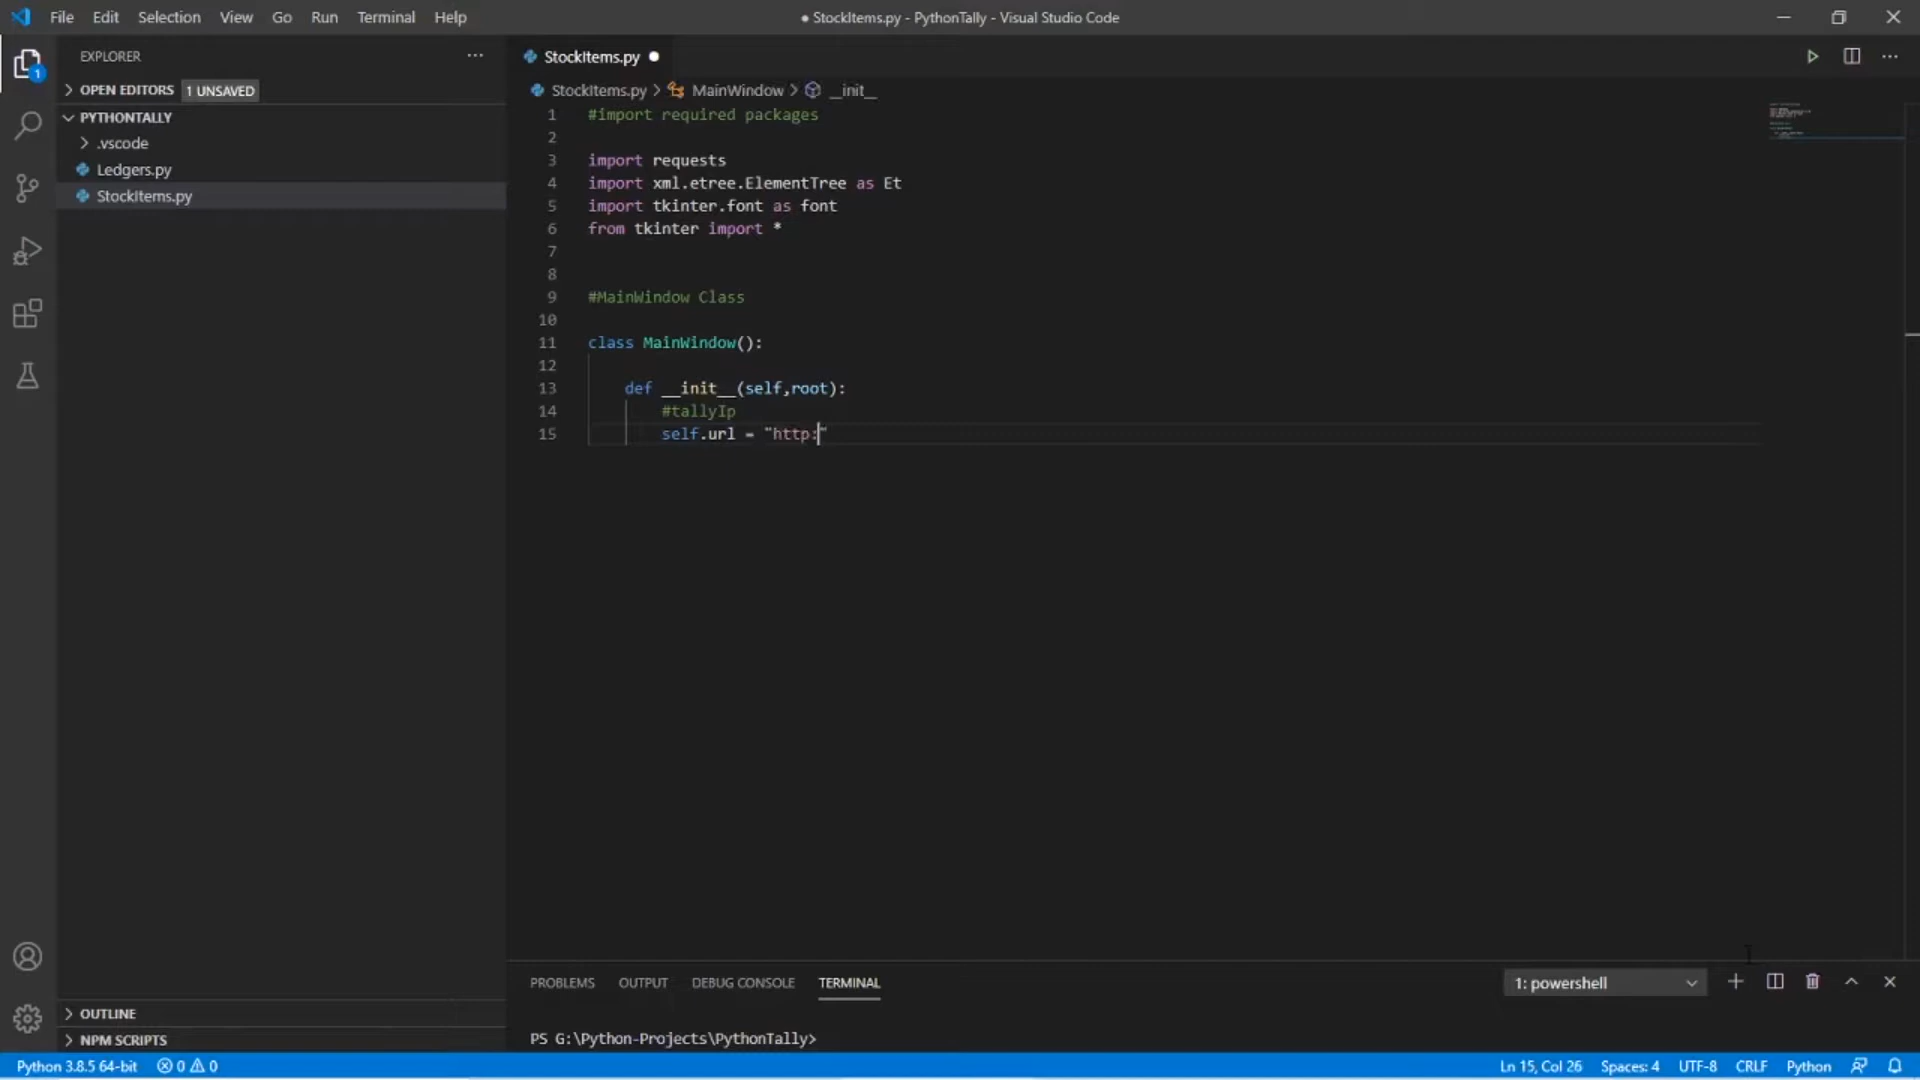 File Edit Selection View Go Run Terminal Help
● StockItems.py - PythonTally - Visual Studio Code
EXPLORER
StockItems.py
OPEN EDITORS 1 UNSAVED
StockItems.py > MainWindow > __init__
PYTHONTALLY
.vscode
Ledgers.py
StockItems.py
1
1 #import required packages
2
3 import requests
4 import xml.etree.ElementTree as Et
5 import tkinter.font as font
6 from tkinter import *
7
8
9 #MainWindow Class
10
11 class MainWindow():
12
13 def __init__(self,root):
14 #tallyIp
15 self.url = "http:"
PROBLEMS OUTPUT DEBUG CONSOLE TERMINAL
1: powershell
OUTLINE
NPM SCRIPTS
PS G:\Python-Projects\PythonTally>
Python 3.8.5 64-bit 0 0
Ln 15, Col 26 Spaces: 4 UTF-8 CRLF Python